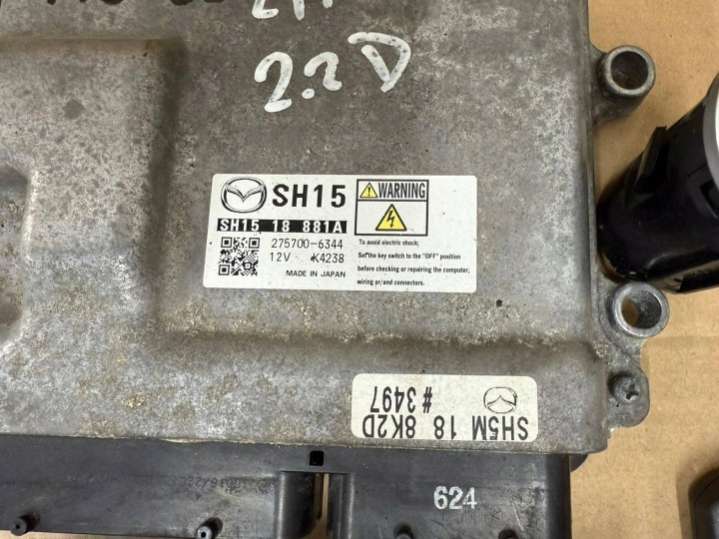 2.2D
SH15
WARNING
SH15 18 881A
275700-6344
12V K4238
MADE IN JAPAN
To avoid electric shock;
Set the key switch to the "OFF" position
before checking or repairing the computer,
wiring or/and connectors.
SH5M 18 8K2D
#3497
624